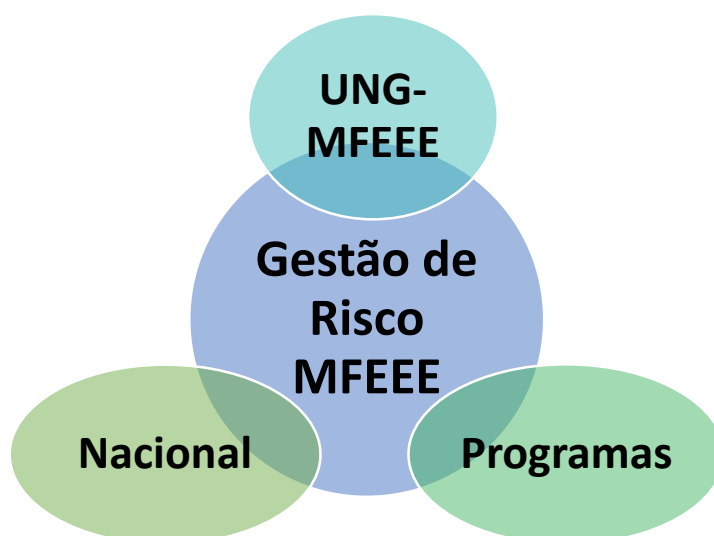 UNG-
MFEEE
Gestão de
Risco
MFEEE
Nacional
Programas